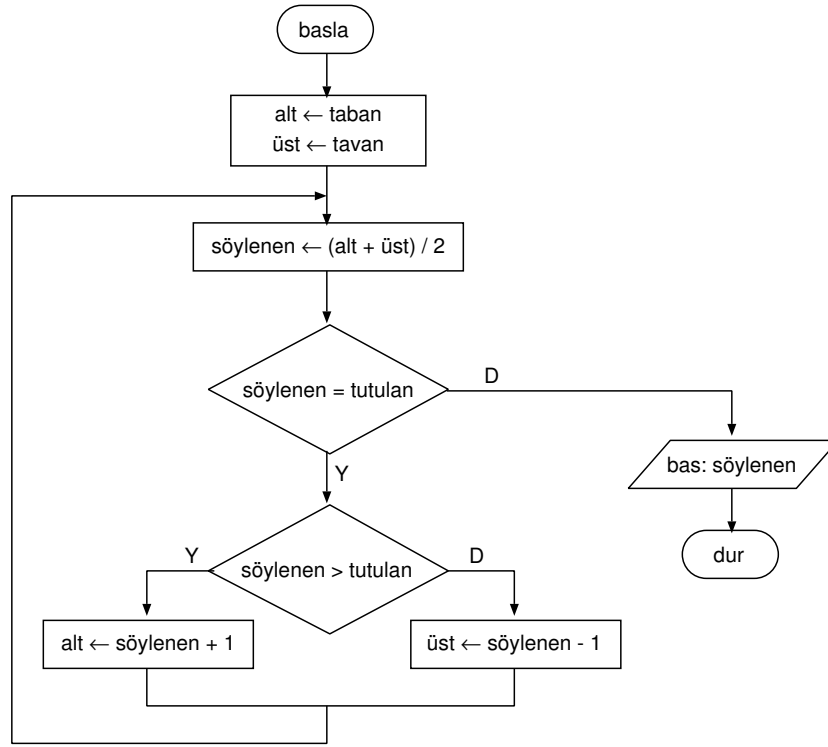 basla
alt ← taban
üst ← tavan
söylenen ← (alt + üst) / 2
söylenen = tutulan
D
bas: söylenen
dur
Y
söylenen > tutulan
Y
D
alt ← söylenen + 1
üst ← söylenen - 1